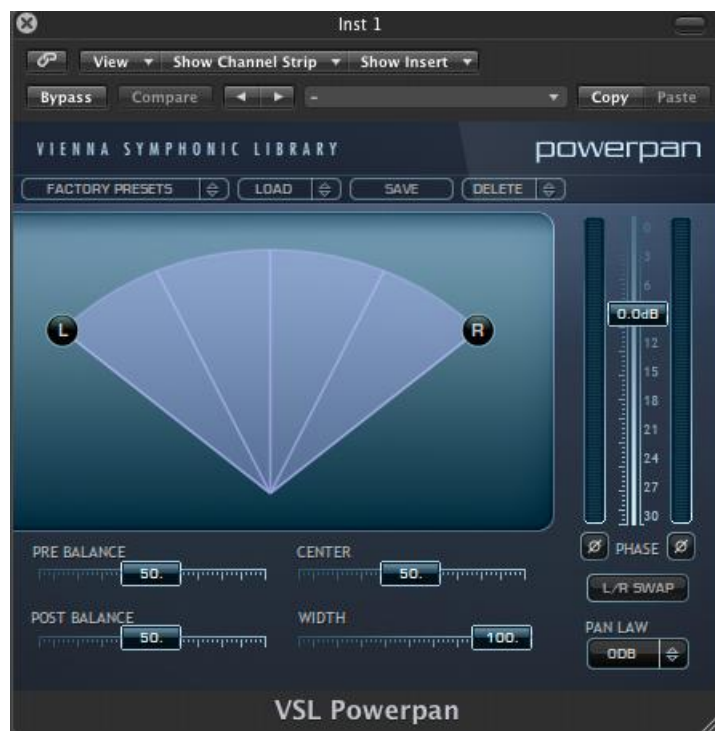 Inst 1
View Show Channel Strip Show Insert
Bypass Compare - Copy Paste
VIENNA SYMPHONIC LIBRARY powerpan
FACTORY PRESETS LOAD SAVE DELETE
0
3
6
L R 0.0dB
12
15
18
21
24
27
30
PRE BALANCE CENTER Ø PHASE Ø
50. 50.
L/R SWAP
POST BALANCE WIDTH PAN LAW
50. 100. 0DB
VSL Powerpan